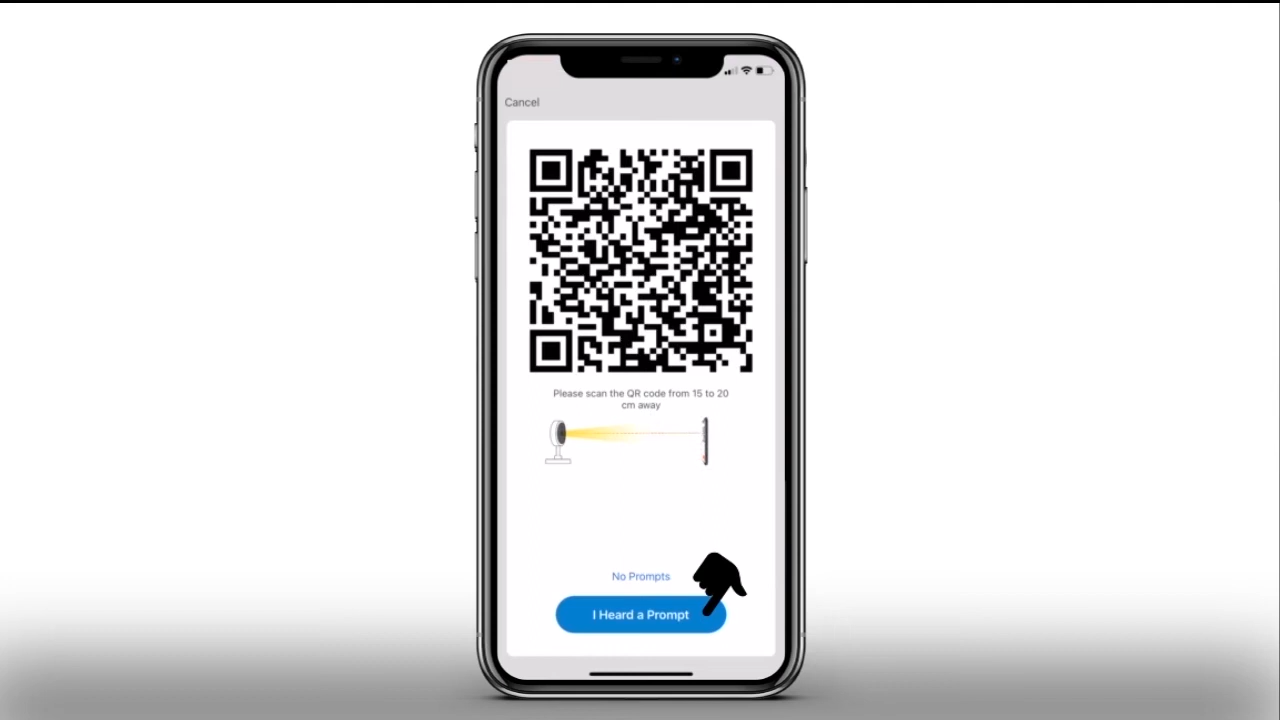 Cancel
Please scan the QR code from 15 to 20
cm away
No Prompts
I Heard a Prompt